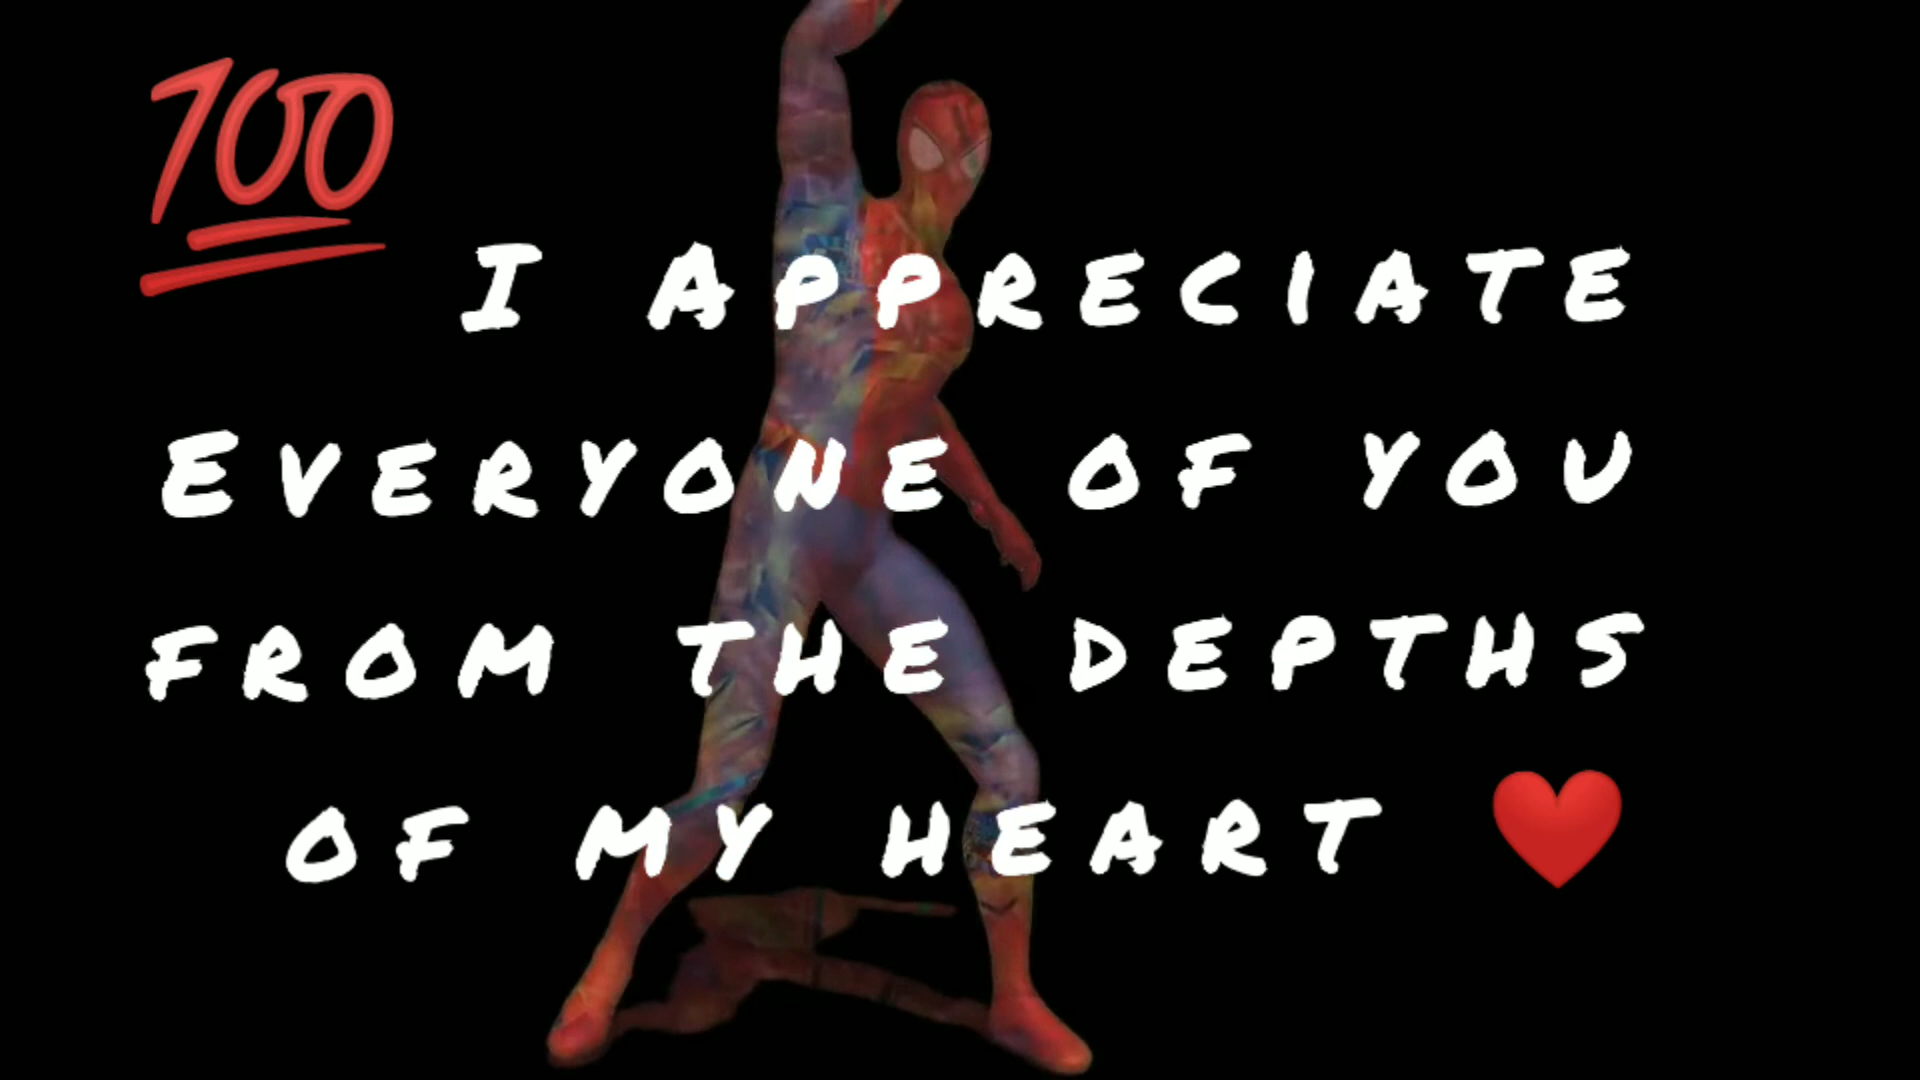 💯 I Appreciate
Everyone of you
from the depths
of my heart ❤️